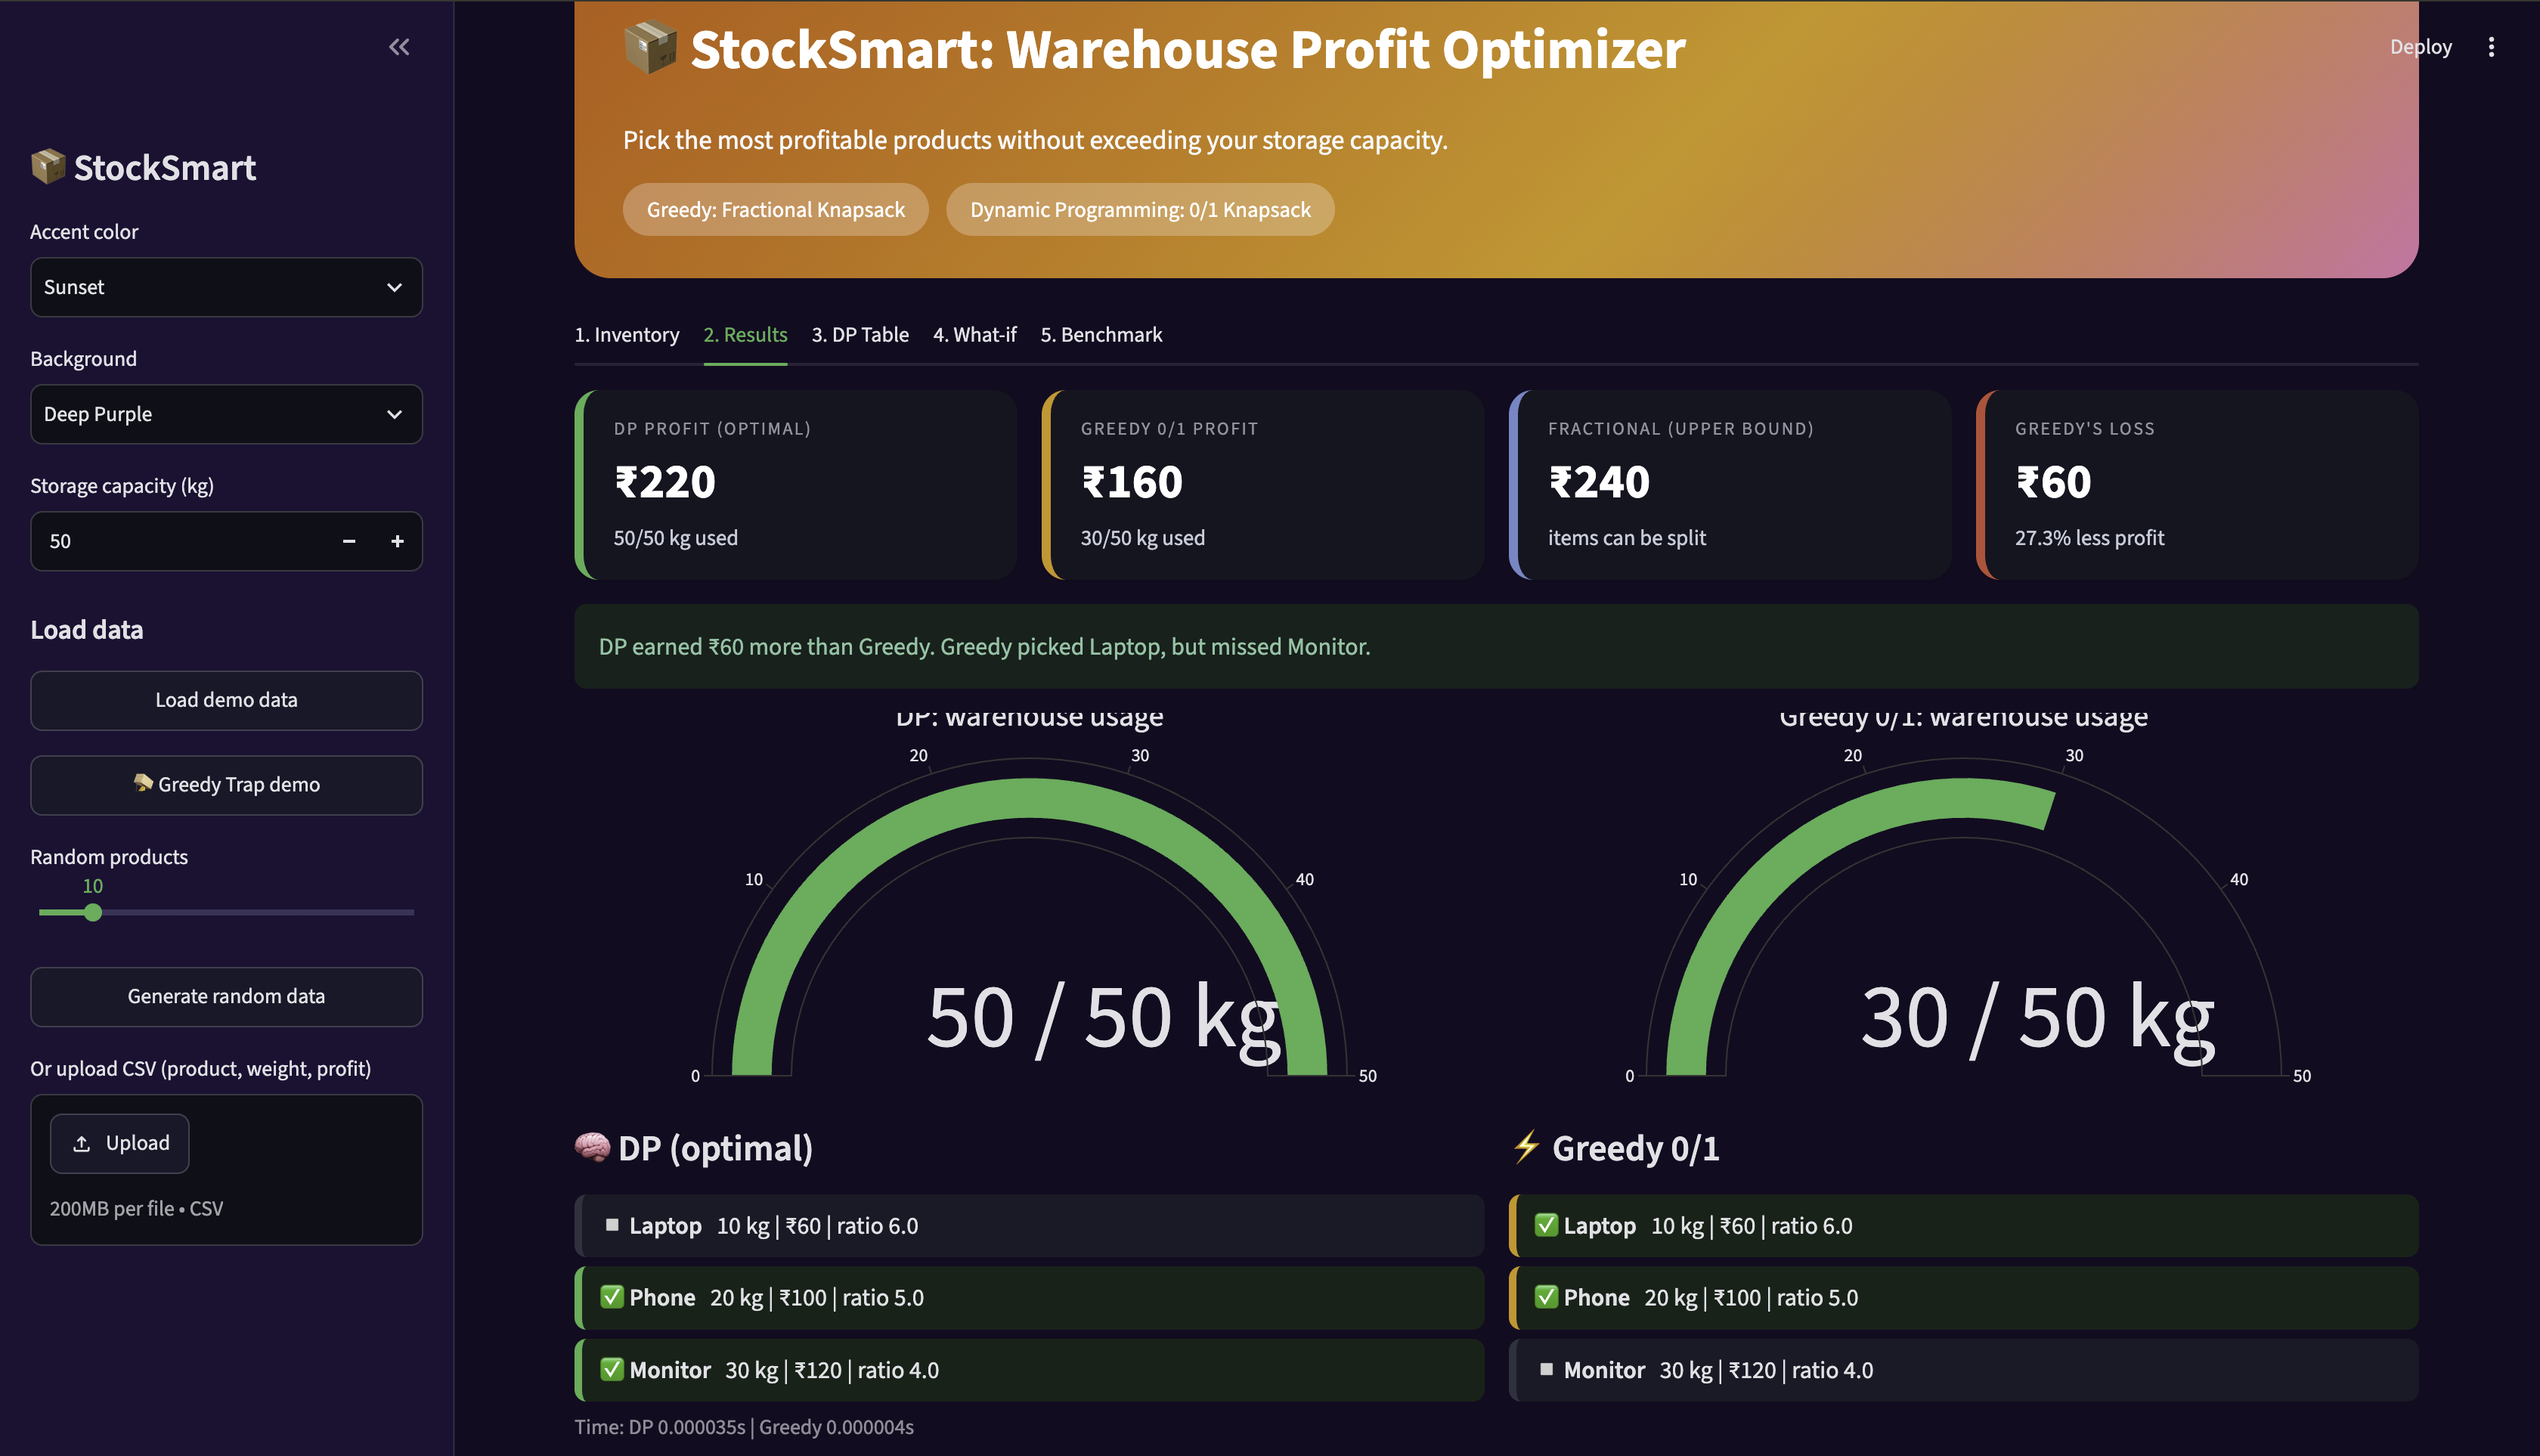 StockSmart
Accent color
Sunset
Background
Deep Purple
Storage capacity (kg)
50
Load data
Load demo data
Greedy Trap demo
Random products
10
Generate random data
Or upload CSV (product, weight, profit)
Upload
200MB per file • CSV
Deploy
StockSmart: Warehouse Profit Optimizer
Pick the most profitable products without exceeding your storage capacity.
Greedy: Fractional Knapsack
Dynamic Programming: 0/1 Knapsack
1. Inventory
2. Results
3. DP Table
4. What-if
5. Benchmark
DP PROFIT (OPTIMAL)
₹220
50/50 kg used
GREEDY 0/1 PROFIT
₹160
30/50 kg used
FRACTIONAL (UPPER BOUND)
₹240
items can be split
GREEDY'S LOSS
₹60
27.3% less profit
DP earned ₹60 more than Greedy. Greedy picked Laptop, but missed Monitor.
DP: warehouse usage
0
10
20
30
40
50
50 / 50 kg
Greedy 0/1: warehouse usage
0
10
20
30
40
50
30 / 50 kg
DP (optimal)
Laptop 10 kg | ₹60 | ratio 6.0
Phone 20 kg | ₹100 | ratio 5.0
Monitor 30 kg | ₹120 | ratio 4.0
Greedy 0/1
Laptop 10 kg | ₹60 | ratio 6.0
Phone 20 kg | ₹100 | ratio 5.0
Monitor 30 kg | ₹120 | ratio 4.0
Time: DP 0.000035s | Greedy 0.000004s